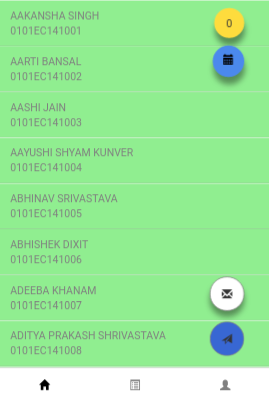 AAKANSHA SINGH
0101EC141001
0
AARTI BANSAL
0101EC141002
AASHI JAIN
0101EC141003
AAYUSHI SHYAM KUNVER
0101EC141004
ABHINAV SRIVASTAVA
0101EC141005
ABHISHEK DIXIT
0101EC141006
ADEEBA KHANAM
0101EC141007
ADITYA PRAKASH SHRIVASTAVA
0101EC141008